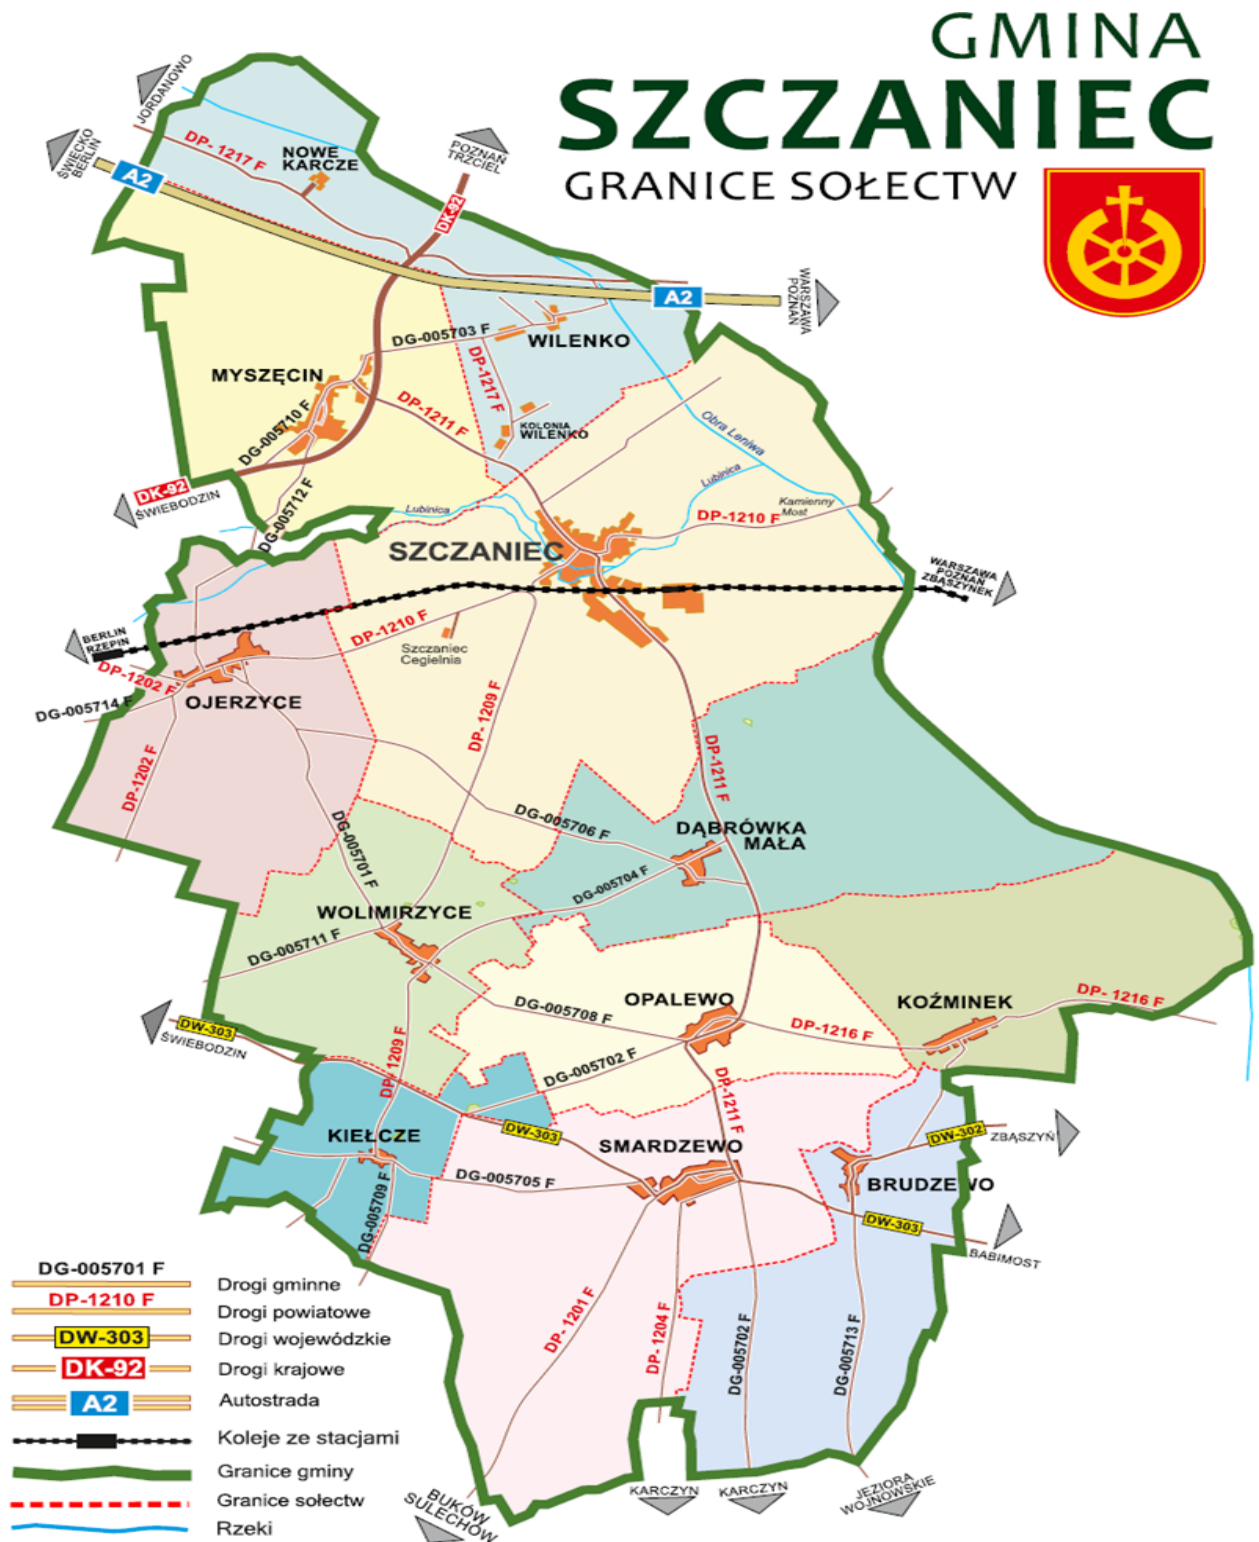 GMINA
SZCZANIEC
GRANICE SOŁECTW
JORDANOWO
ŚWIECKO
BERLIN
A2
DP- 1217 F
NOWE
KARCZE
POZNAŃ
TRZCIEL
DK-92
WARSZAWA
POZNAŃ
A2
DG-005703 F
WILENKO
MYSZĘCIN
DP-1217 F
DP-1211 F
DG-005710 F
KOLONIA
WILENKO
Obra Leniwa
Lubinica
DK-92
ŚWIEBODZIN
DG-005712 F
Lubinica
Kamienny
Most
DP-1210 F
SZCZANIEC
WARSZAWA
POZNAŃ
ZBĄSZYNEK
BERLIN
RZEPIN
DP-1210 F
Szczaniec
Cegielnia
DP-1202 F
OJERZYCE
DG-005714 F
DP- 1209 F
DP-1202 F
DP-1211 F
DG-005706 F
DĄBRÓWKA
MAŁA
DG-005701 F
DG-005704 F
WOLIMIRZYCE
DG-005711 F
OPALEWO
KOŹMINEK
DP- 1216 F
DG-005708 F
DP-1216 F
DW-303
ŚWIEBODZIN
DP- 1209 F
DG-005702 F
DP-1211 F
KIEŁCZE
DW-303
SMARDZEWO
DW-302
ZBĄSZYŃ
DG-005705 F
BRUDZEWO
DG-005709 F
DW-303
BABIMOST
DP- 1201 F
DP- 1204 F
DG-005702 F
DG-005713 F
DG-005701 F
Drogi gminne
DP-1210 F
Drogi powiatowe
DW-303
Drogi wojewódzkie
DK-92
Drogi krajowe
A2
Autostrada
Koleje ze stacjami
Granice gminy
Granice sołectw
Rzeki
BUKÓW
SULECHÓW
KARCZYN
KARCZYN
JEZIORA
WOJNOWSKIE